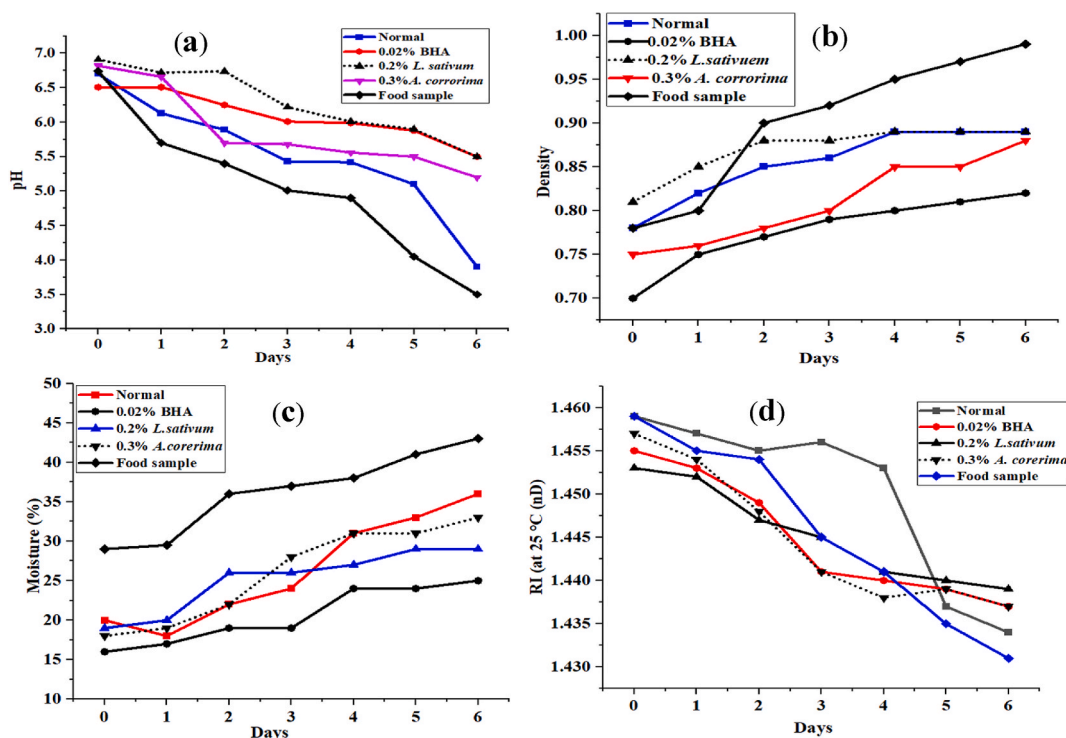 (a)
Normal
0.02% BHA
0.2% L. sativum
0.3% A. corrorima
Food sample
7.0
6.5
6.0
5.5
5.0
4.5
4.0
3.5
3.0
pH
0 1 2 3 4 5 6
Days
(b)
Normal
0.02% BHA
0.2% L.sativuem
0.3% A. corrorima
Food sample
1.00
0.95
0.90
0.85
0.80
0.75
0.70
Density
0 1 2 3 4 5 6
Days
(c)
Normal
0.02% BHA
0.2% L.sativum
0.3% A.corerima
Food sample
50
45
40
35
30
25
20
15
10
Moisture (%)
0 1 2 3 4 5 6
Days
(d)
Normal
0.02% BHA
0.2% L.sativum
0.3% A. corerima
Food sample
1.460
1.455
1.450
1.445
1.440
1.435
1.430
RI (at 25 °C (nD)
0 1 2 3 4 5 6
Days